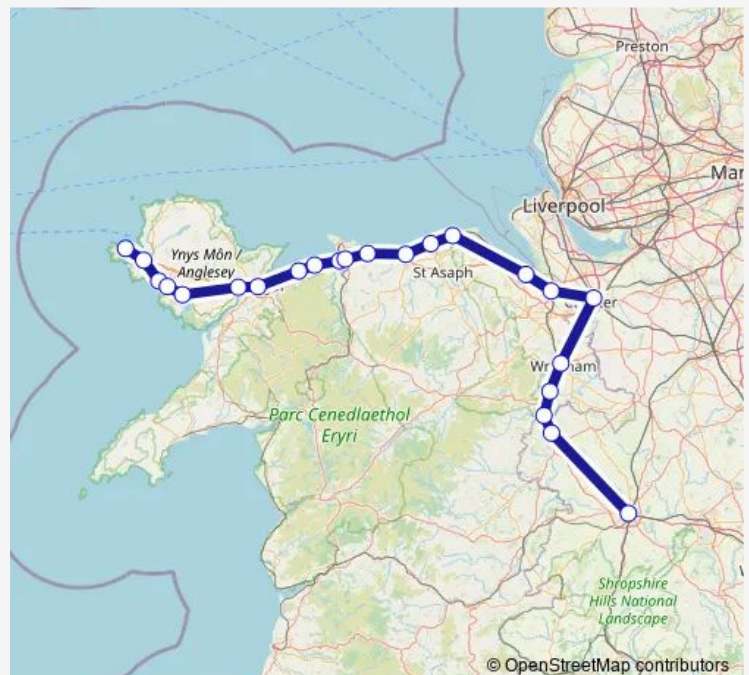 Preston
Mar
Liverpool
Ynys Môn /
Anglesey
St Asaph
Parc Cenedlaethol
Eryri
Shropshire
Hills National
Landscape
© OpenStreetMap contributors